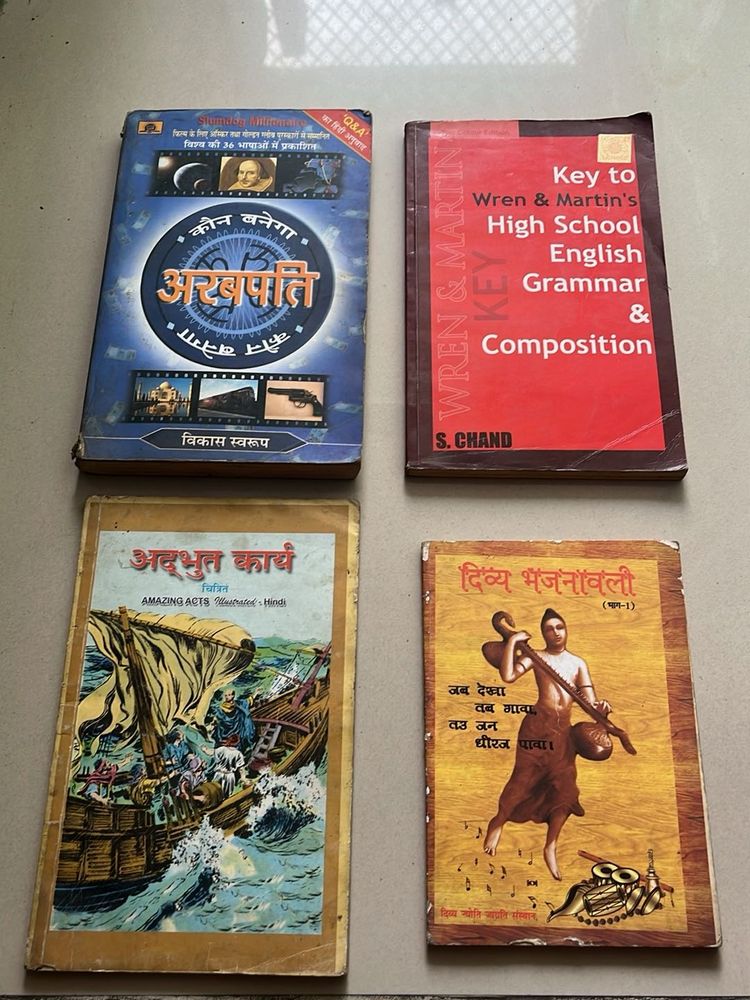 Slumdog Millionaire
फिल्म के लिए ऑस्कर तथा गोल्डन ग्लोब पुरस्कारों से सम्मानित
विश्व की 36 भाषाओं में प्रकाशित
'Q&A'
का हिंदी अनुवाद
कौन बनेगा
अरबपति
कौन बनेगा
विकास स्वरूप
Key to
Wren & Martin's
High School
English
Grammar
&
Composition
WREN & MARTIN
KEY
S. CHAND
अद्भुत कार्य
चित्रित
AMAZING ACTS Illustrated - Hindi
दिव्य भजनावली
(भाग-1)
जब देखा
तब गावा,
तउ जन
धीरज पावा।
दिव्य ज्योति जाग्रति संस्थान